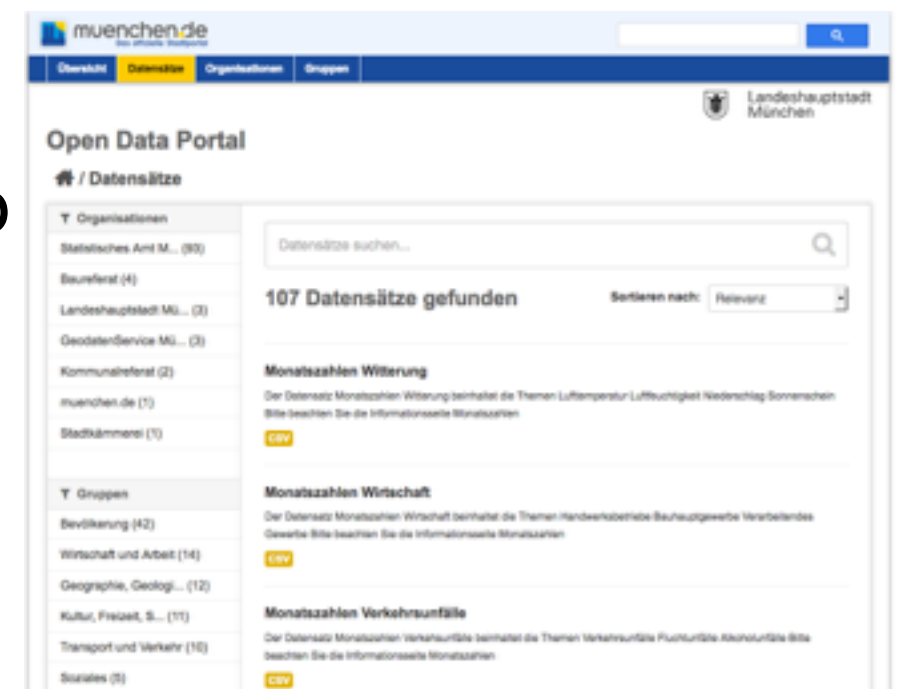 muenchen.de
Das offizielle Stadtportal
Übersicht Datensätze Organisationen Gruppen
Landeshauptstadt
München
Open Data Portal
/ Datensätze
Organisationen
Statistisches Amt M... (93)
Baureferat (4)
Landeshauptstadt Mü... (3)
GeodatenService Mü... (3)
Kommunalreferat (2)
muenchen.de (1)
Stadtkämmerei (1)
Gruppen
Bevölkerung (42)
Wirtschaft und Arbeit (14)
Geographie, Geologi... (12)
Kultur, Freizeit, S... (11)
Transport und Verkehr (10)
Soziales (5)
Datensätze suchen...
107 Datensätze gefunden
Sortieren nach: Relevanz
Monatszahlen Witterung
Der Datensatz Monatszahlen Witterung beinhaltet die Themen Lufttemperatur Luftfeuchtigkeit Niederschlag Sonnenschein
Bitte beachten Sie die Informationsseite Monatszahlen
CSV
Monatszahlen Wirtschaft
Der Datensatz Monatszahlen Wirtschaft beinhaltet die Themen Handwerksbetriebe Bauhauptgewerbe Verarbeitendes
Gewerbe Bitte beachten Sie die Informationsseite Monatszahlen
CSV
Monatszahlen Verkehrsunfälle
Der Datensatz Monatszahlen Verkehrsunfälle beinhaltet die Themen Verkehrsunfälle Fluchtunfälle Alkoholunfälle Bitte
beachten Sie die Informationsseite Monatszahlen
CSV